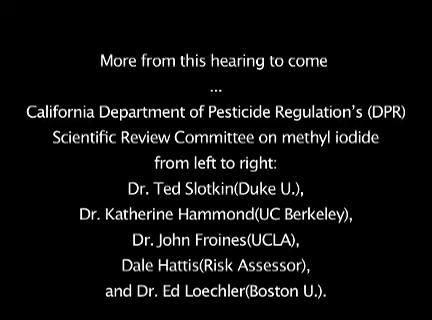 More from this hearing to come
...
California Department of Pesticide Regulation's (DPR)
Scientific Review Committee on methyl iodide
from left to right:
Dr. Ted Slotkin(Duke U.),
Dr. Katherine Hammond(UC Berkeley),
Dr. John Froines(UCLA),
Dale Hattis(Risk Assessor),
and Dr. Ed Loechler(Boston U.).